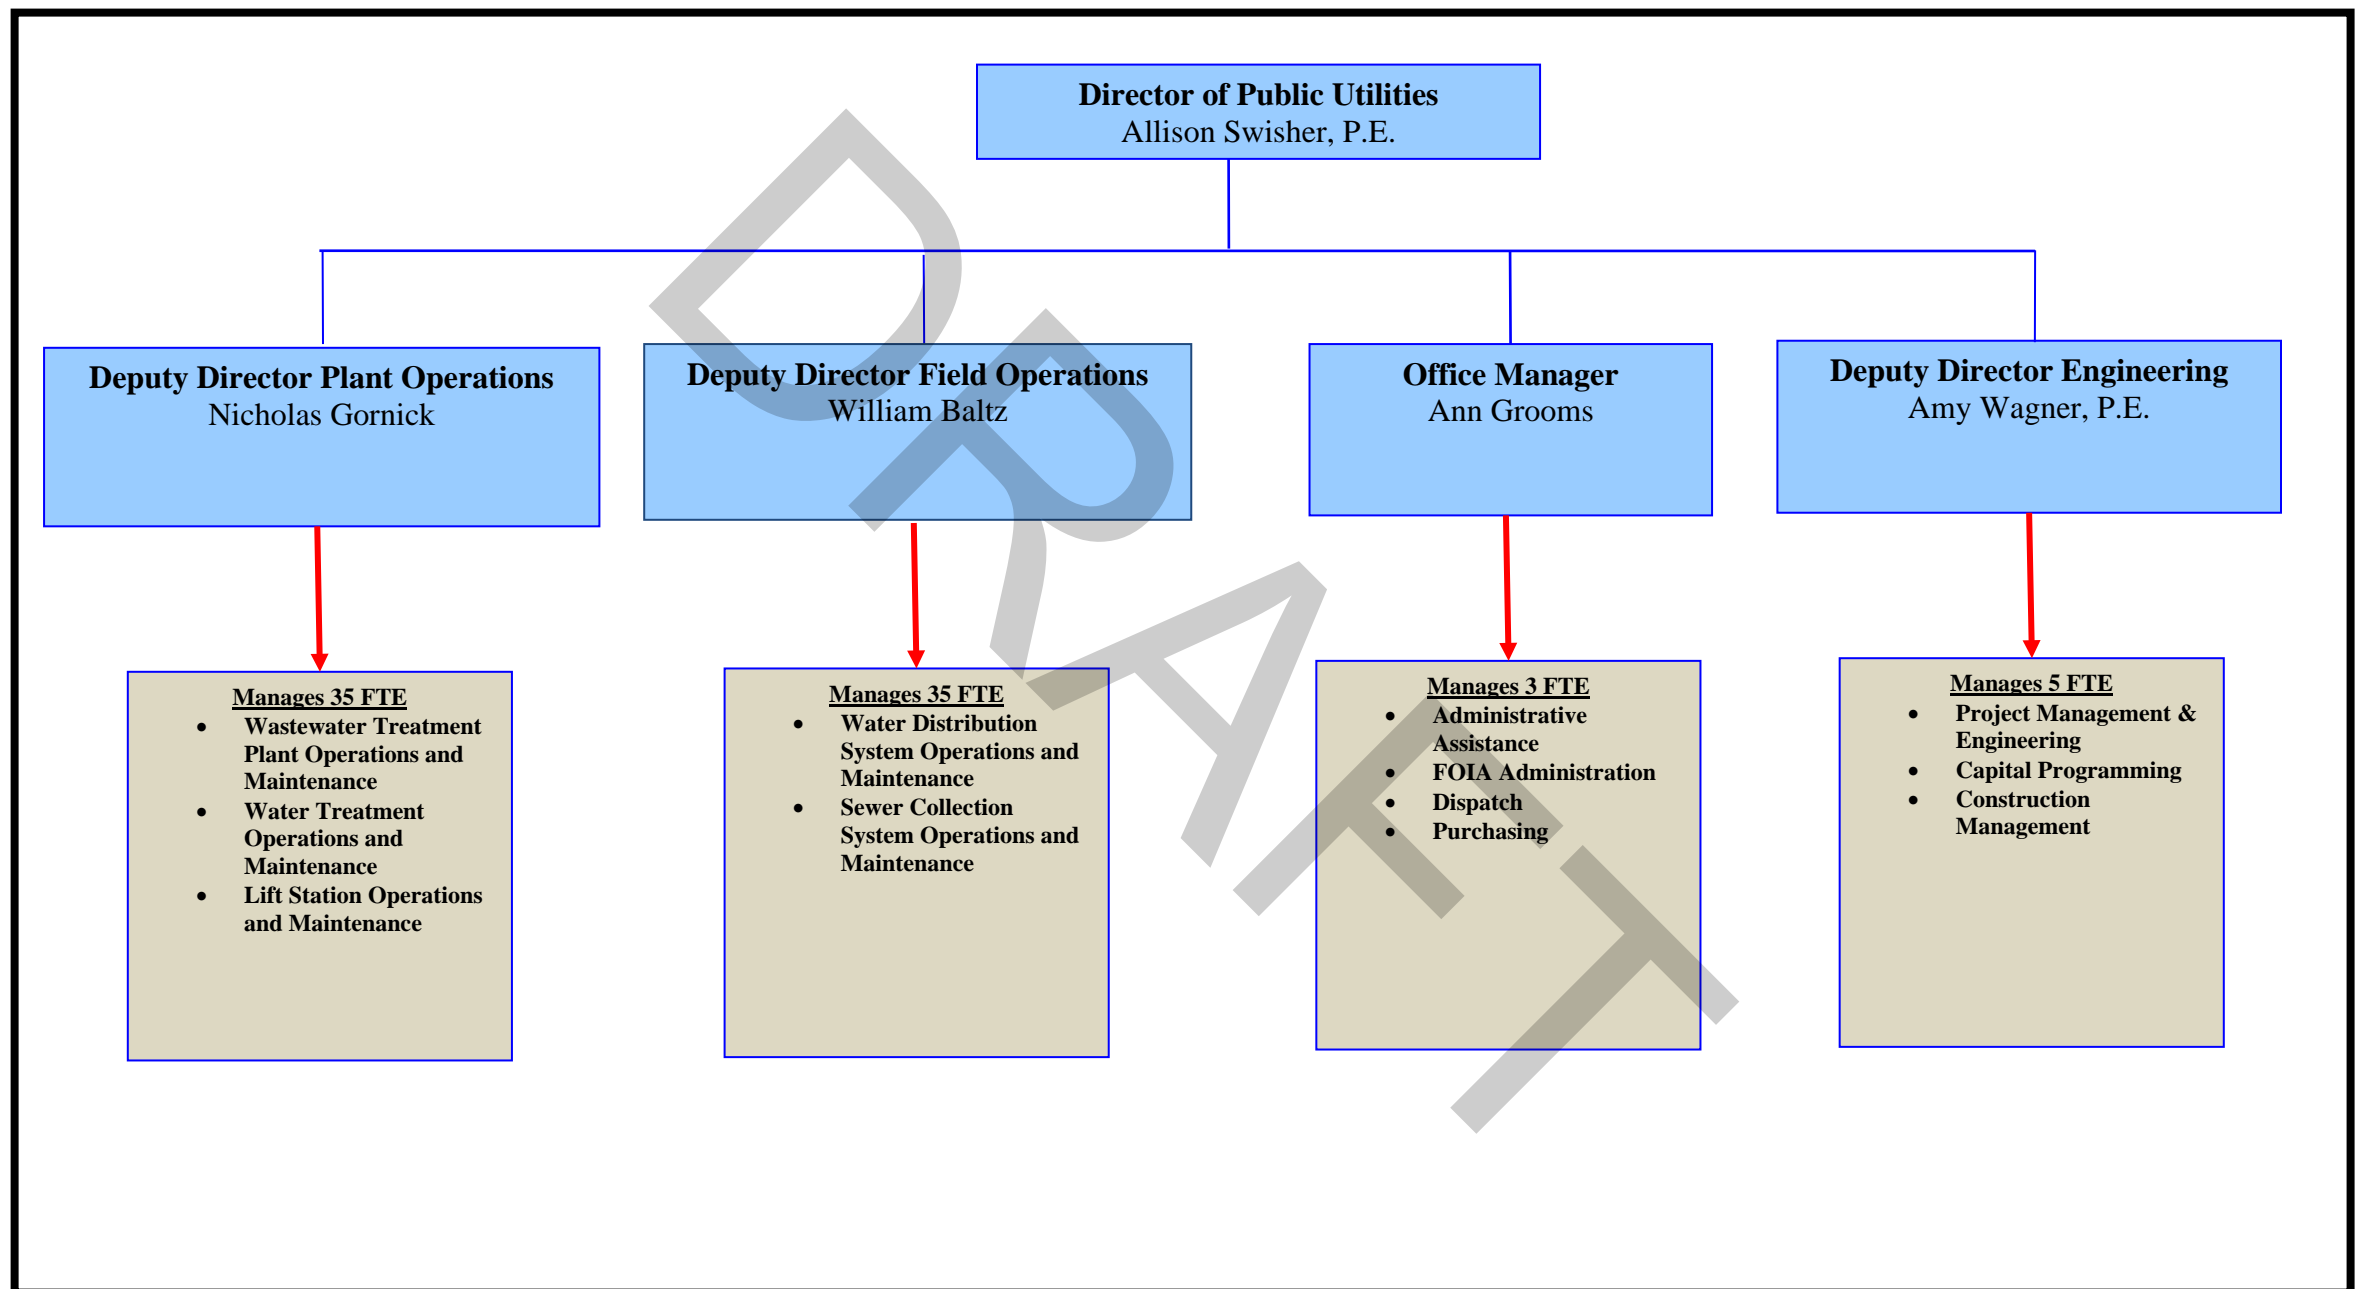 Director of Public Utilities
Allison Swisher, P.E.
Deputy Director Plant Operations
Nicholas Gornick
Deputy Director Field Operations
William Baltz
Office Manager
Ann Grooms
Deputy Director Engineering
Amy Wagner, P.E.
Manages 35 FTE
• Wastewater Treatment
Plant Operations and
Maintenance
• Water Treatment
Operations and
Maintenance
• Lift Station Operations
and Maintenance
Manages 35 FTE
• Water Distribution
System Operations and
Maintenance
• Sewer Collection
System Operations and
Maintenance
Manages 3 FTE
• Administrative
Assistance
• FOIA Administration
• Dispatch
• Purchasing
Manages 5 FTE
• Project Management &
Engineering
• Capital Programming
• Construction
Management
DRAFT